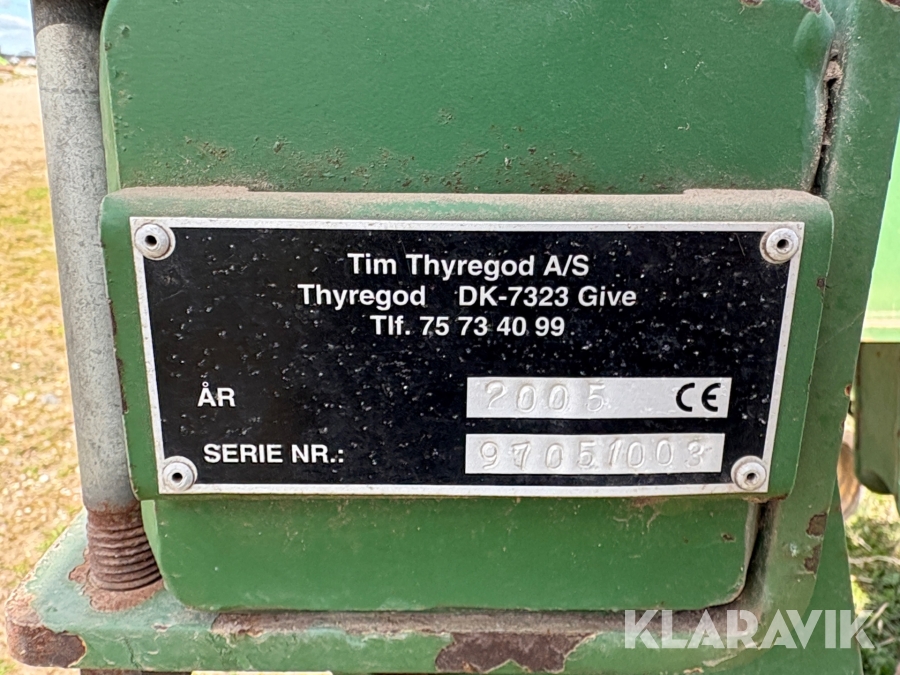 Tim Thyregod A/S
Thyregod DK-7323 Give
Tlf. 75 73 40 99
ÅR 2005 CE
SERIE NR.: 97051003
KLARAVIK